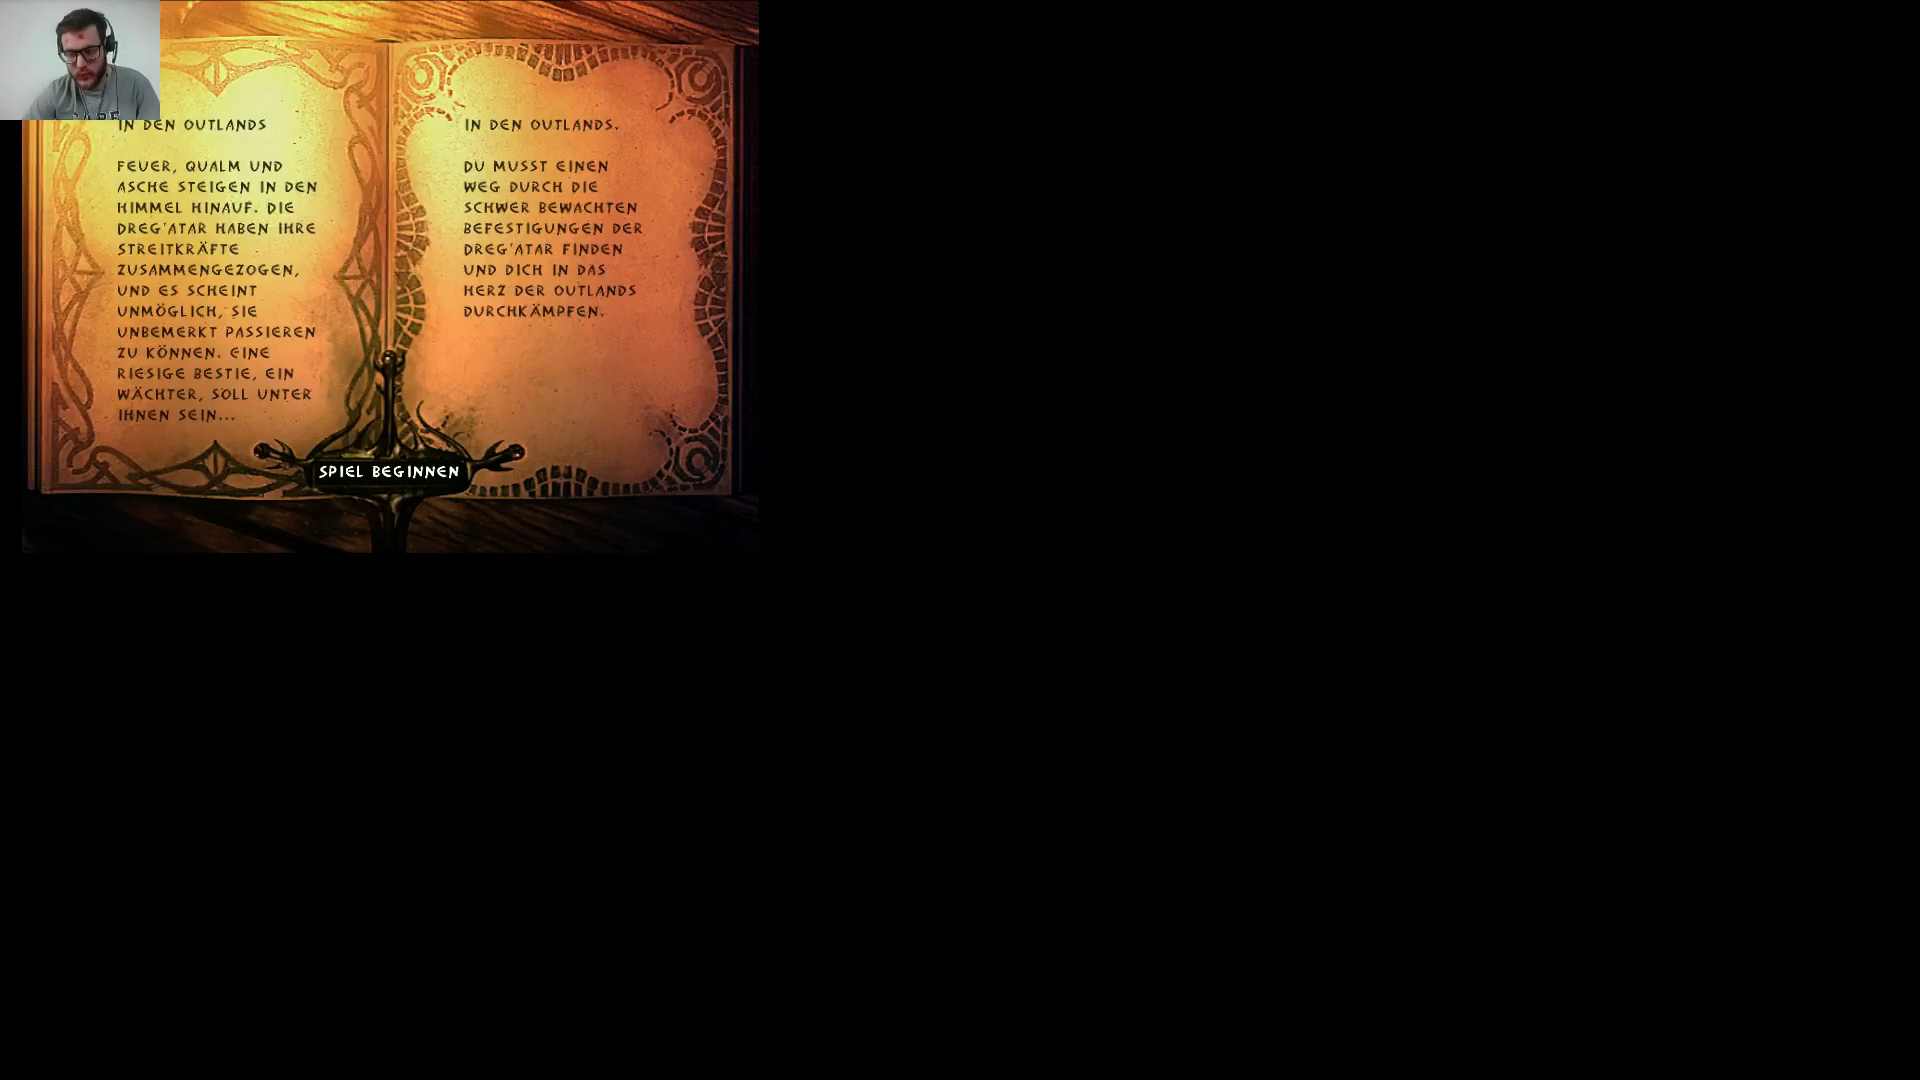 IN DEN OUTLANDS
FEUER, QUALM UND
ASCHE STEIGEN IN DEN
HIMMEL HINAUF. DIE
DREG'ATAR HABEN IHRE
STREITKRÄFTE
ZUSAMMENGEZOGEN,
UND ES SCHEINT
UNMÖGLICH, SIE
UNBEMERKT PASSIEREN
ZU KÖNNEN. EINE
RIESIGE BESTIE, EIN
WÄCHTER, SOLL UNTER
IHNEN SEIN...
IN DEN OUTLANDS.
DU MUSST EINEN
WEG DURCH DIE
SCHWER BEWACHTEN
BEFESTIGUNGEN DER
DREG'ATAR FINDEN
UND DICH IN DAS
HERZ DER OUTLANDS
DURCHKÄMPFEN.
SPIEL BEGINNEN